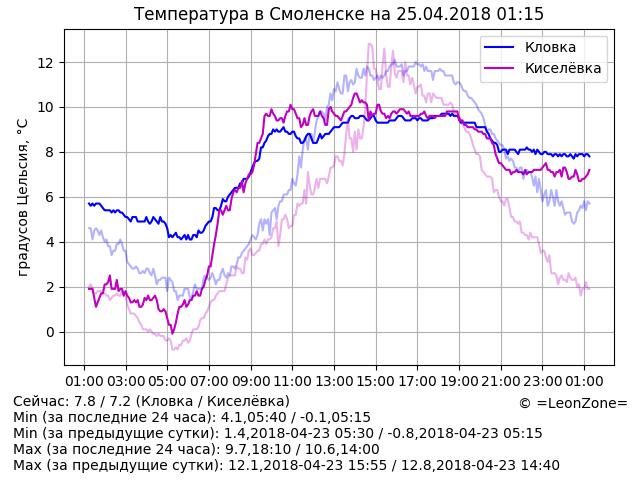 Температура в Смоленске на 25.04.2018 01:15
Кловка
Киселёвка
градусов Цельсия, °C
14
12
10
8
6
4
2
0
01:00 03:00 05:00 07:00 09:00 11:00 13:00 15:00 17:00 19:00 21:00 23:00 01:00
Сейчас: 7.8 / 7.2 (Кловка / Киселёвка)
© =LeonZone=
Min (за последние 24 часа): 4.1,05:40 / -0.1,05:15
Min (за предыдущие сутки): 1.4,2018-04-23 05:30 / -0.8,2018-04-23 05:15
Max (за последние 24 часа): 9.7,18:10 / 10.6,14:00
Max (за предыдущие сутки): 12.1,2018-04-23 15:55 / 12.8,2018-04-23 14:40